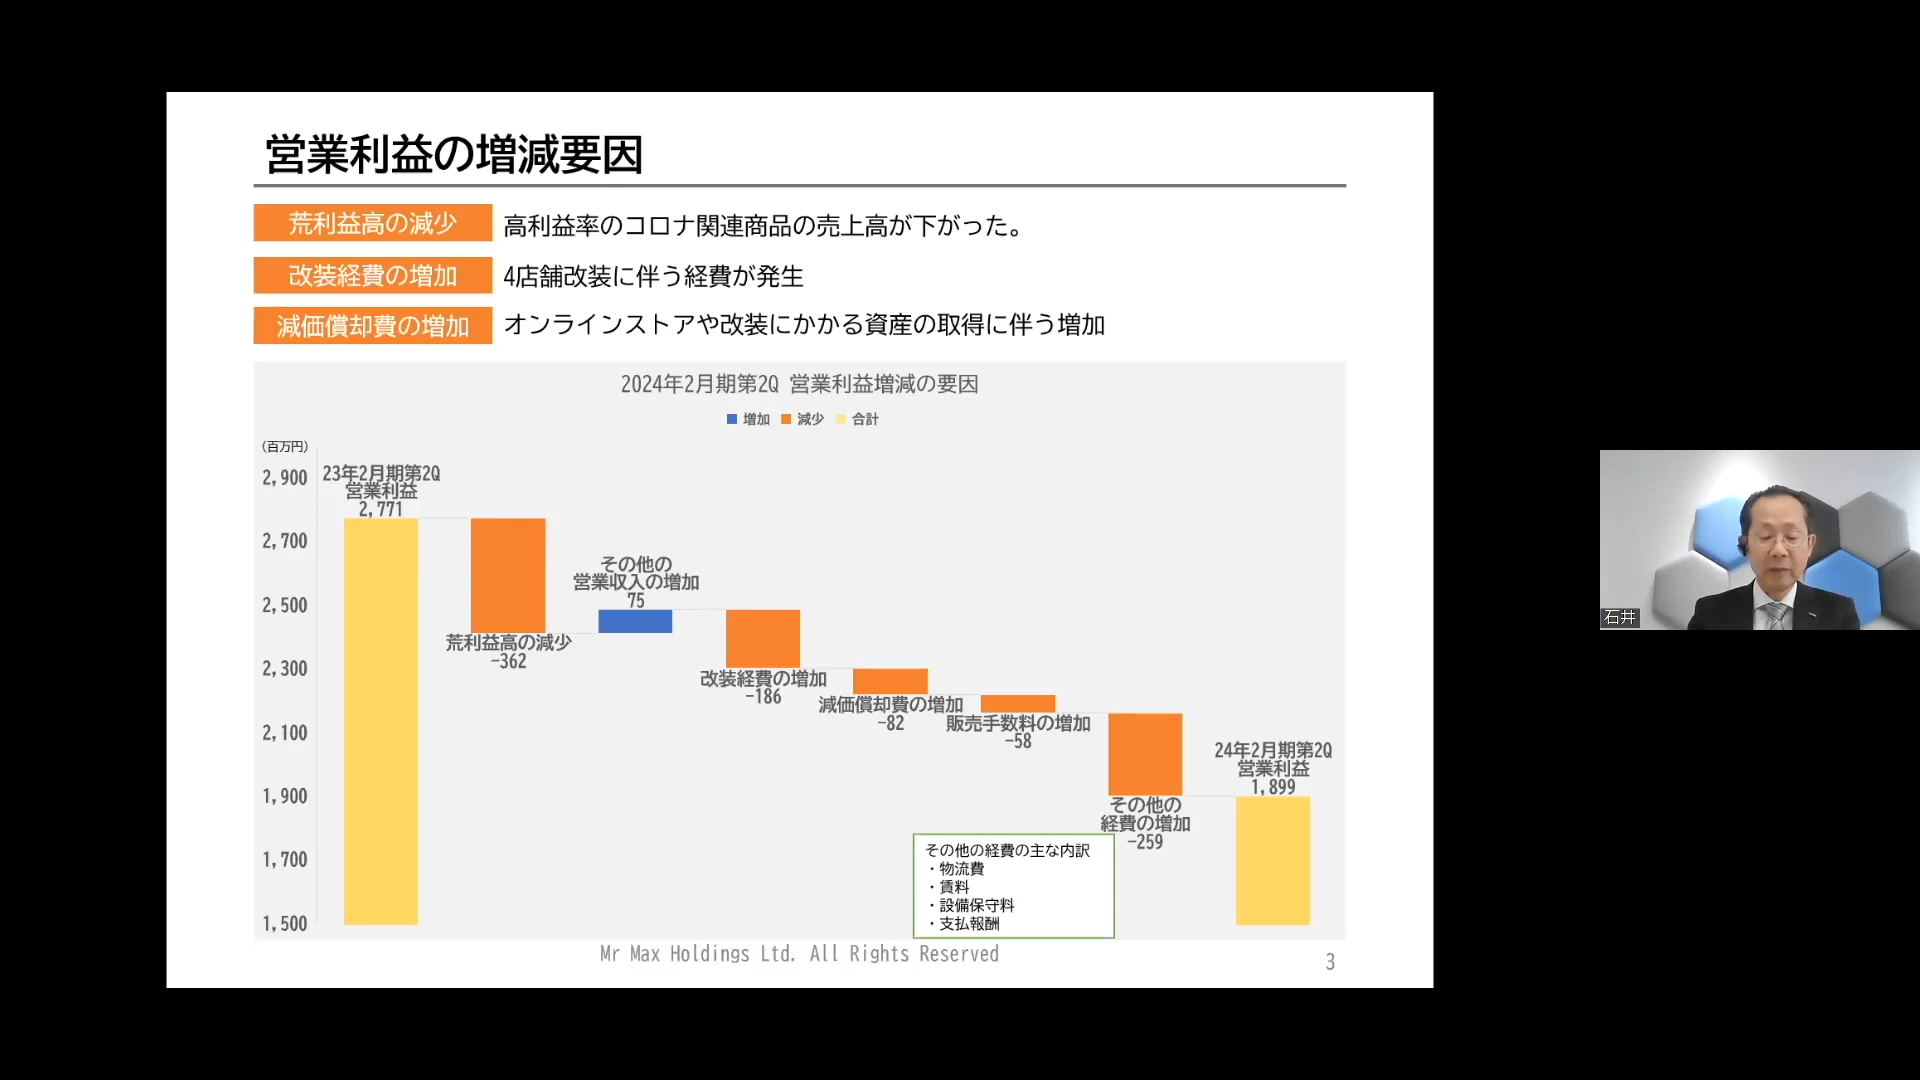 営業利益の増減要因
荒利益高の減少 高利益率のコロナ関連商品の売上高が下がった。
改装経費の増加 4店舗改装に伴う経費が発生
減価償却費の増加 オンラインストアや改装にかかる資産の取得に伴う増加
2024年2月期第2Q 営業利益増減の要因
増加 減少 合計
(百万円)
2,900
2,700
2,500
2,300
2,100
1,900
1,700
1,500
23年2月期第2Q
営業利益
2,771
荒利益高の減少
-362
その他の
営業収入の増加
75
改装経費の増加
-186
減価償却費の増加
-82
販売手数料の増加
-58
その他の
経費の増加
-259
24年2月期第2Q
営業利益
1,899
その他の経費の主な内訳
・物流費
・賃料
・設備保守料
・支払報酬
Mr Max Holdings Ltd. All Rights Reserved
3
石井